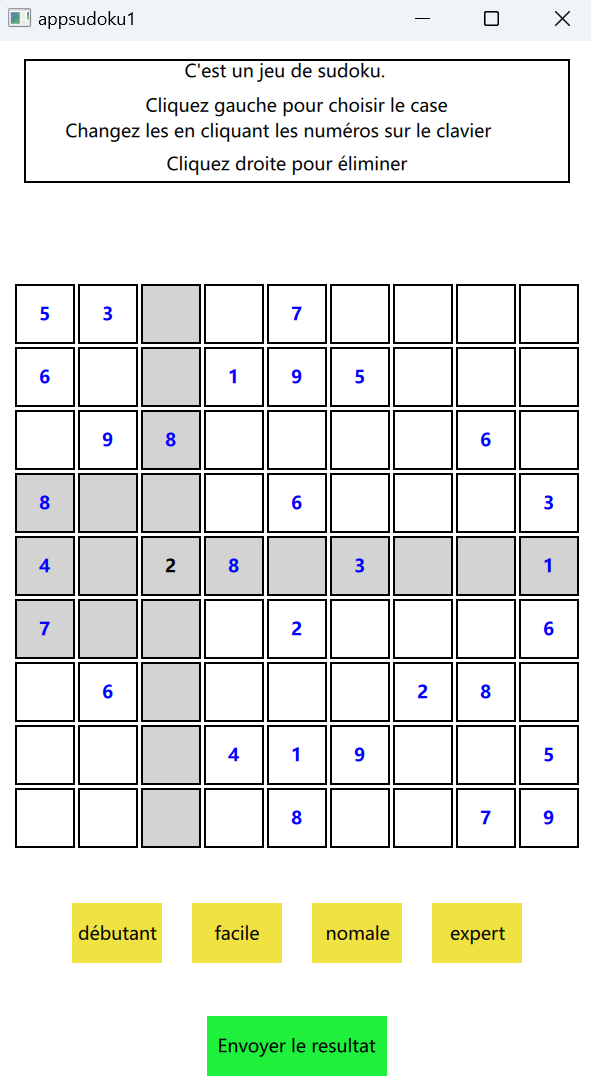 appsudoku1
C'est un jeu de sudoku.
Cliquez gauche pour choisir le case
Changez les en cliquant les numéros sur le clavier
Cliquez droite pour éliminer
5 3 7
6 1 9 5
9 8 6
8 6 3
4 2 8 3 1
7 2 6
6 2 8
4 1 9 5
8 7 9
débutant facile nomale expert
Envoyer le resultat